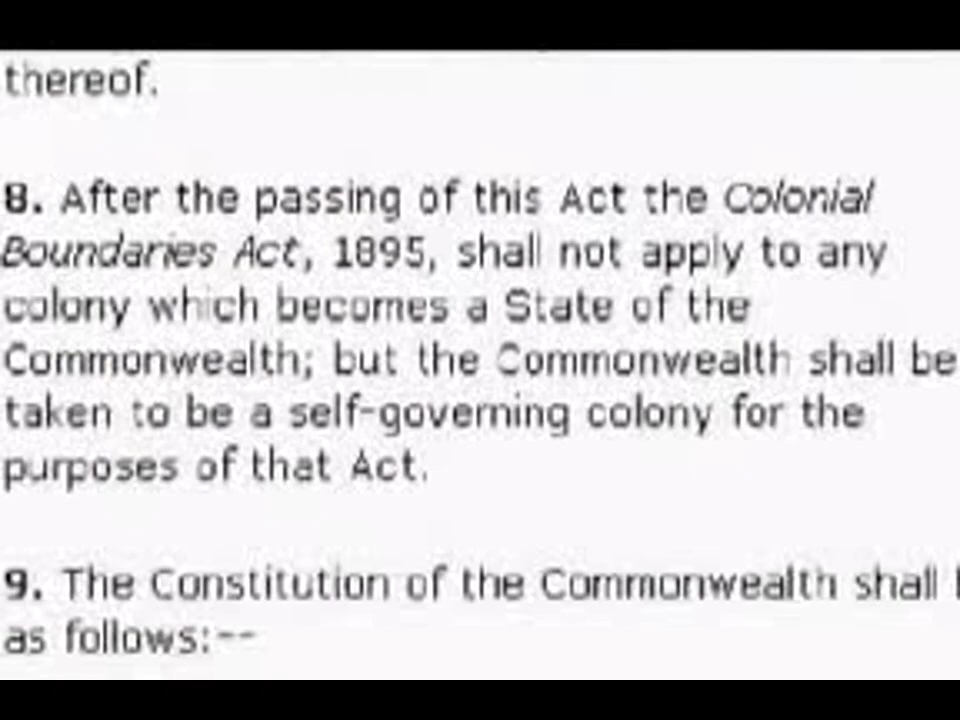 thereof.
8. After the passing of this Act the Colonial
Boundaries Act, 1895, shall not apply to any
colony which becomes a State of the
Commonwealth; but the Commonwealth shall be
taken to be a self-governing colony for the
purposes of that Act.
9. The Constitution of the Commonwealth shall
as follows:--